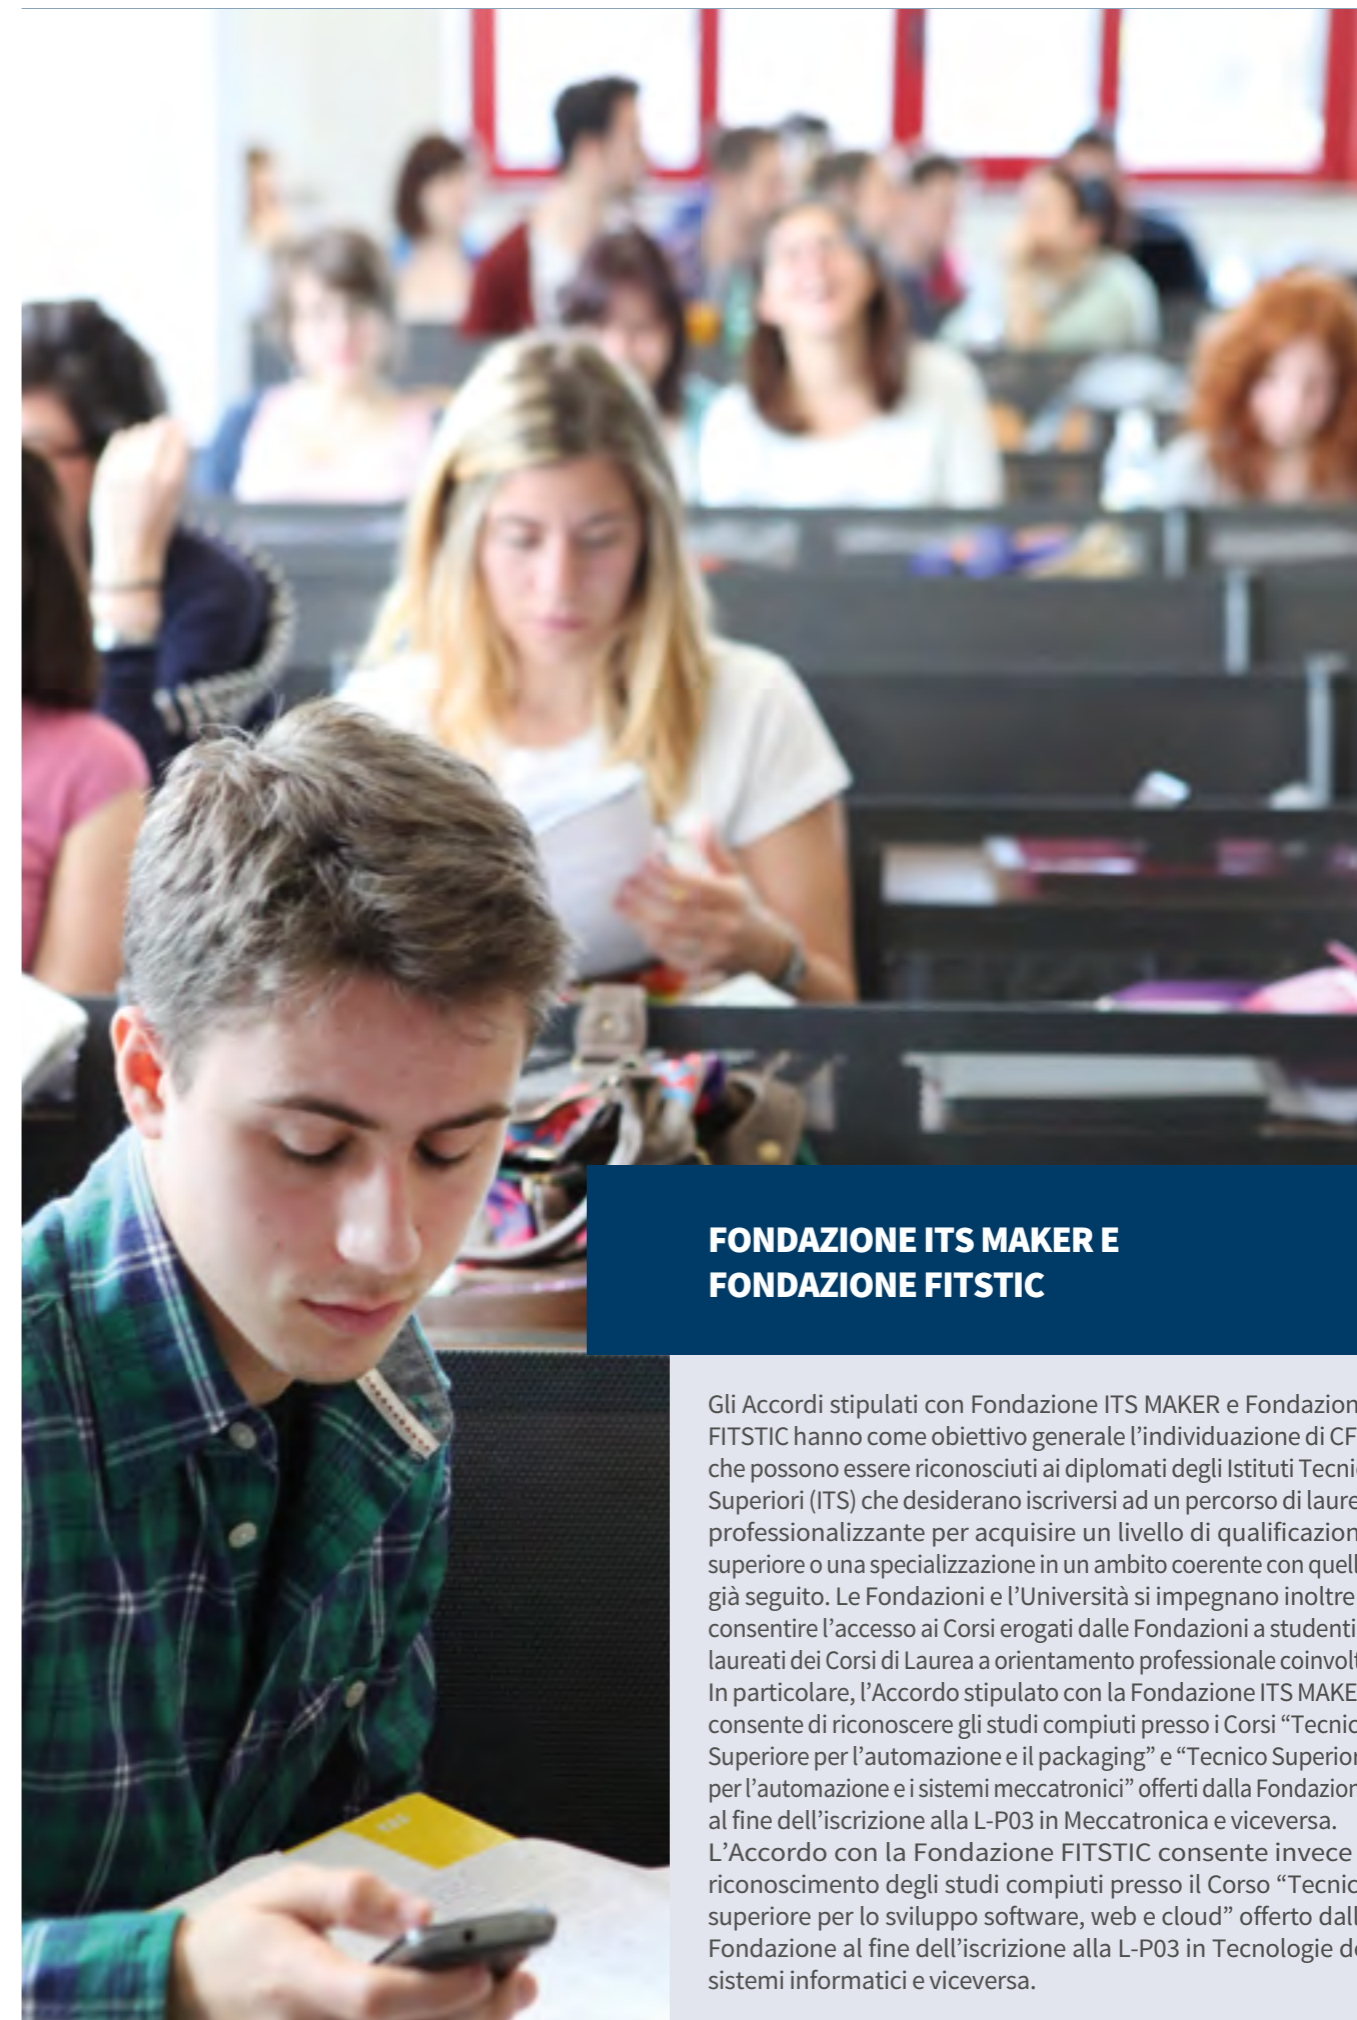 FONDAZIONE ITS MAKER E
FONDAZIONE FITSTIC
Gli Accordi stipulati con Fondazione ITS MAKER e Fondazion
FITSTIC hanno come obiettivo generale l’individuazione di CF
che possono essere riconosciuti ai diplomati degli Istituti Tecni
Superiori (ITS) che desiderano iscriversi ad un percorso di laure
professionalizzante per acquisire un livello di qualificazion
superiore o una specializzazione in un ambito coerente con quell
già seguito. Le Fondazioni e l’Università si impegnano inoltre
consentire l’accesso ai Corsi erogati dalle Fondazioni a studenti
laureati dei Corsi di Laurea a orientamento professionale coinvolt
In particolare, l’Accordo stipulato con la Fondazione ITS MAKE
consente di riconoscere gli studi compiuti presso i Corsi “Tecnic
Superiore per l’automazione e il packaging” e “Tecnico Superior
per l’automazione e i sistemi meccatronici” offerti dalla Fondazion
al fine dell’iscrizione alla L-P03 in Meccatronica e viceversa.
L’Accordo con la Fondazione FITSTIC consente invece
riconoscimento degli studi compiuti presso il Corso “Tecnic
superiore per lo sviluppo software, web e cloud” offerto dall
Fondazione al fine dell’iscrizione alla L-P03 in Tecnologie de
sistemi informatici e viceversa.